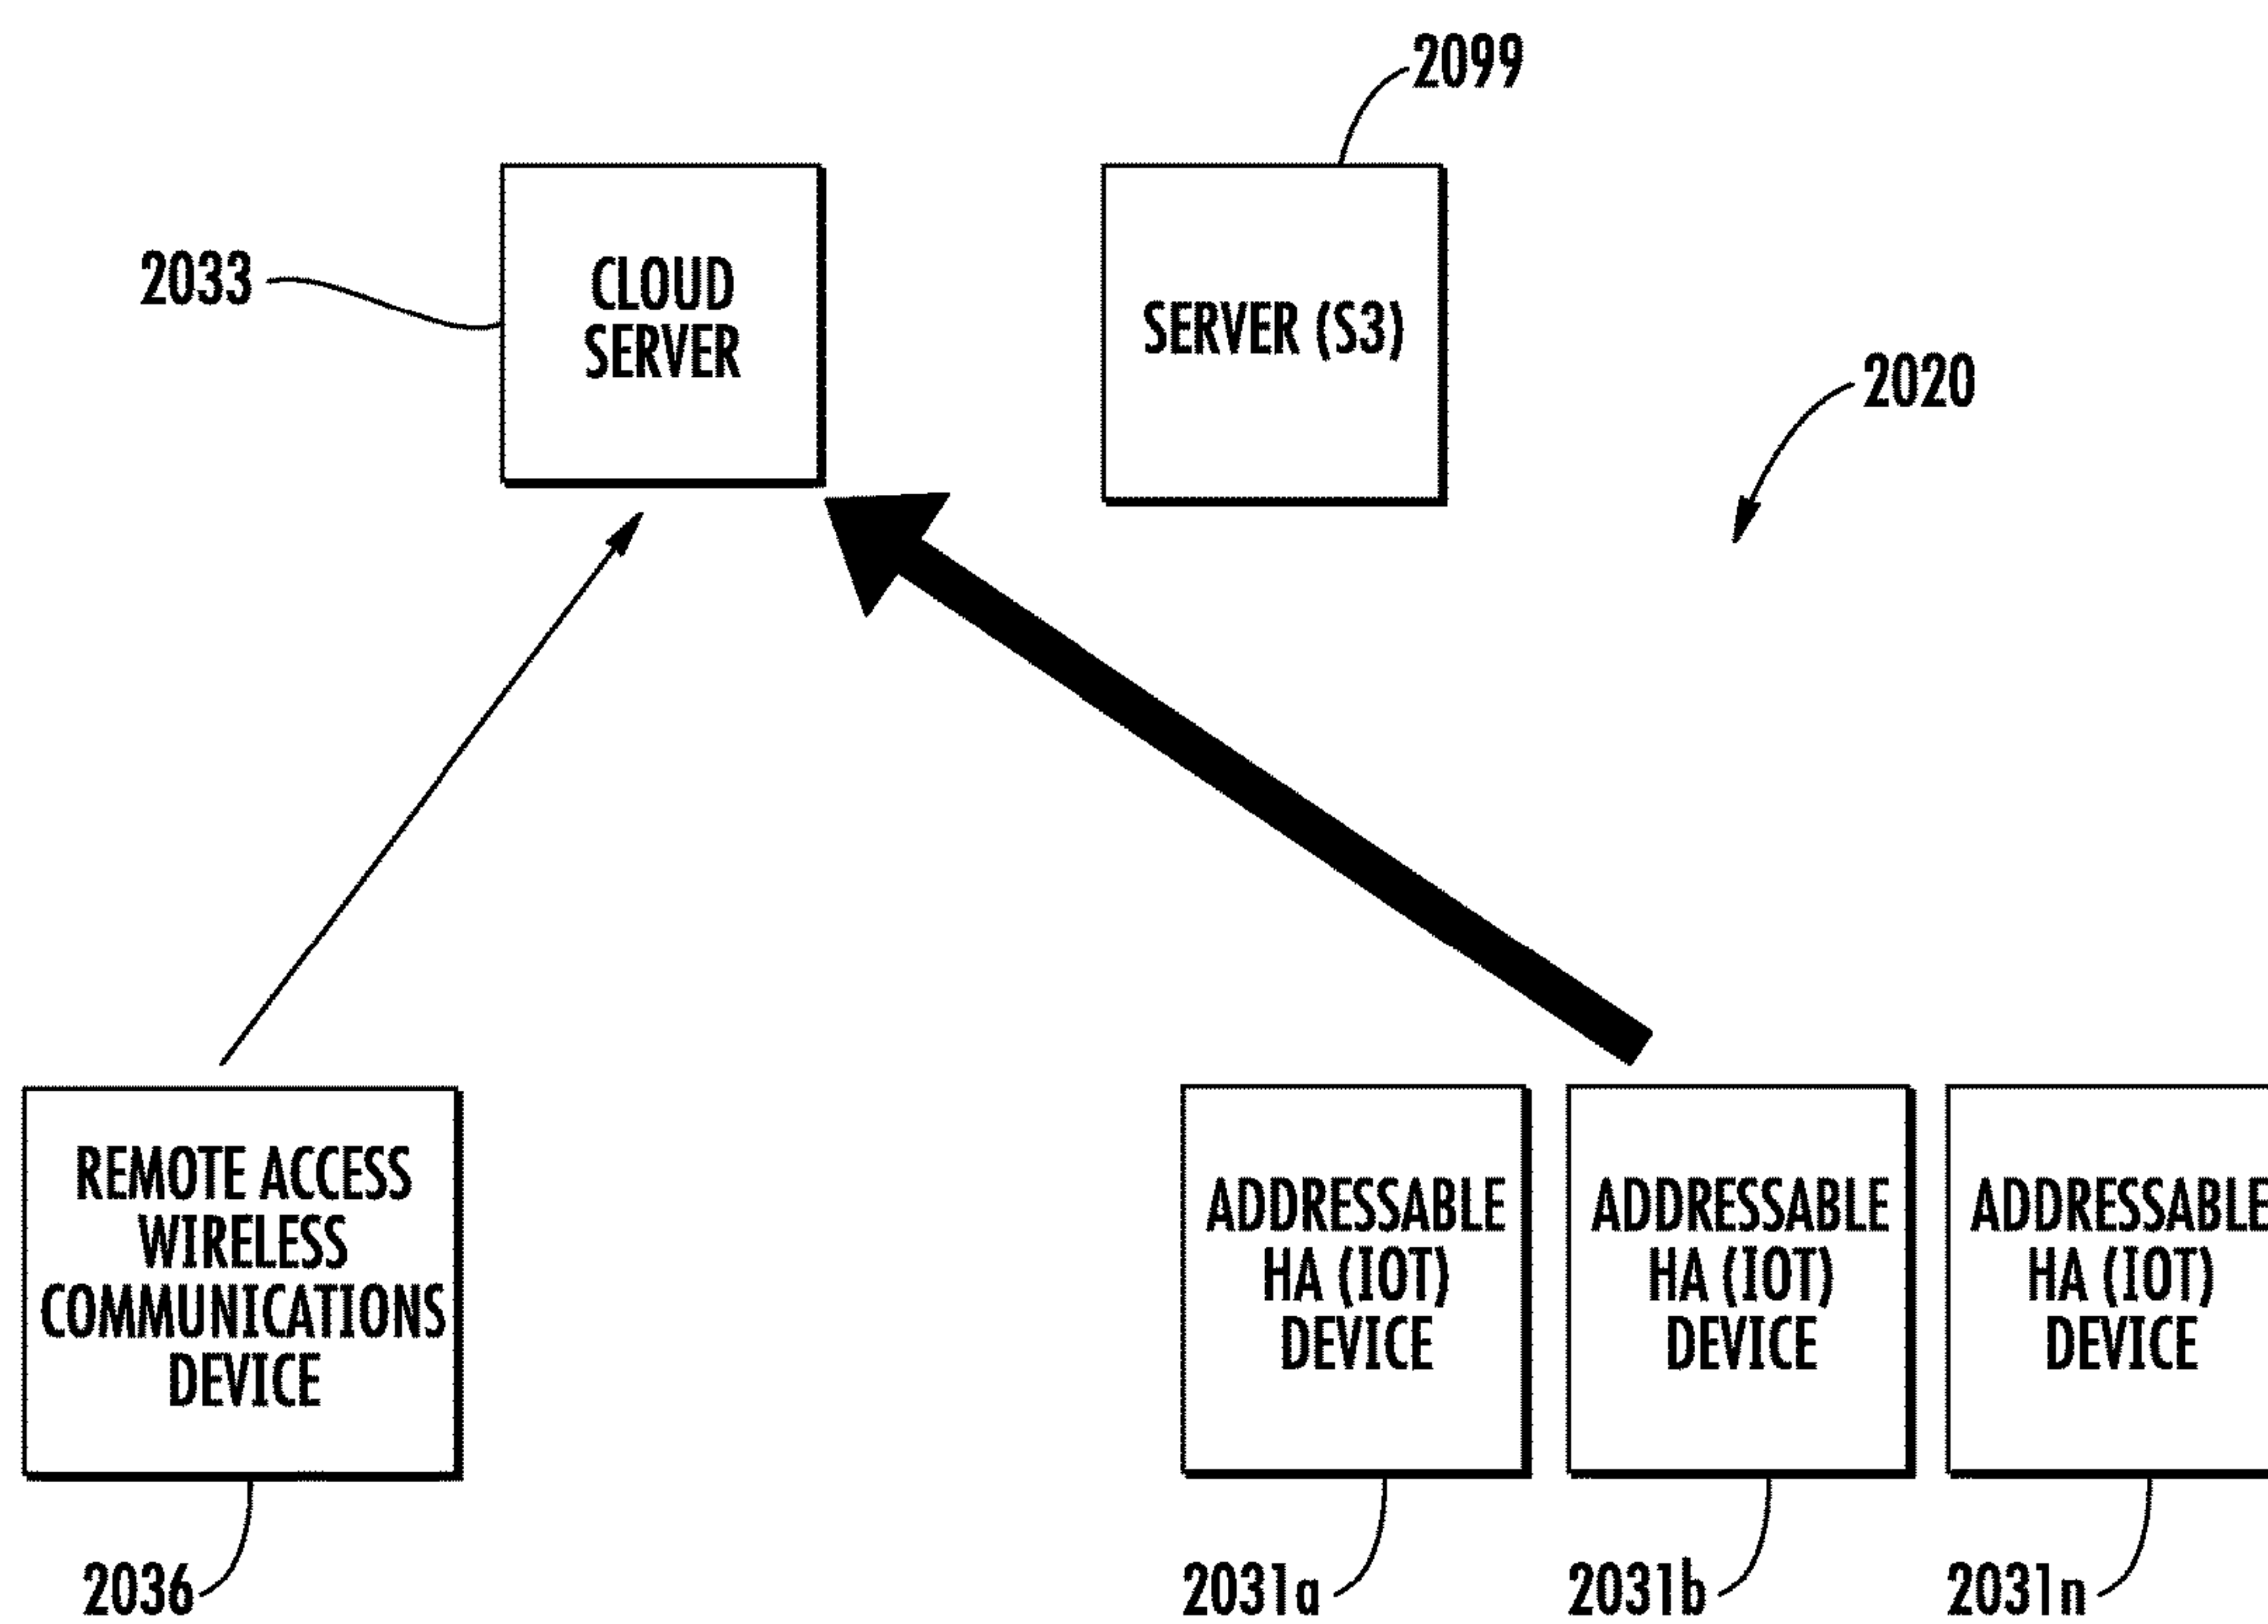 2099
2033
CLOUD
SERVER
SERVER (S3)
2020
REMOTE ACCESS
WIRELESS
COMMUNICATIONS
DEVICE
ADDRESSABLE
HA (IOT)
DEVICE
ADDRESSABLE
HA (IOT)
DEVICE
ADDRESSABLE
HA (IOT)
DEVICE
2036
2031a
2031b
2031n